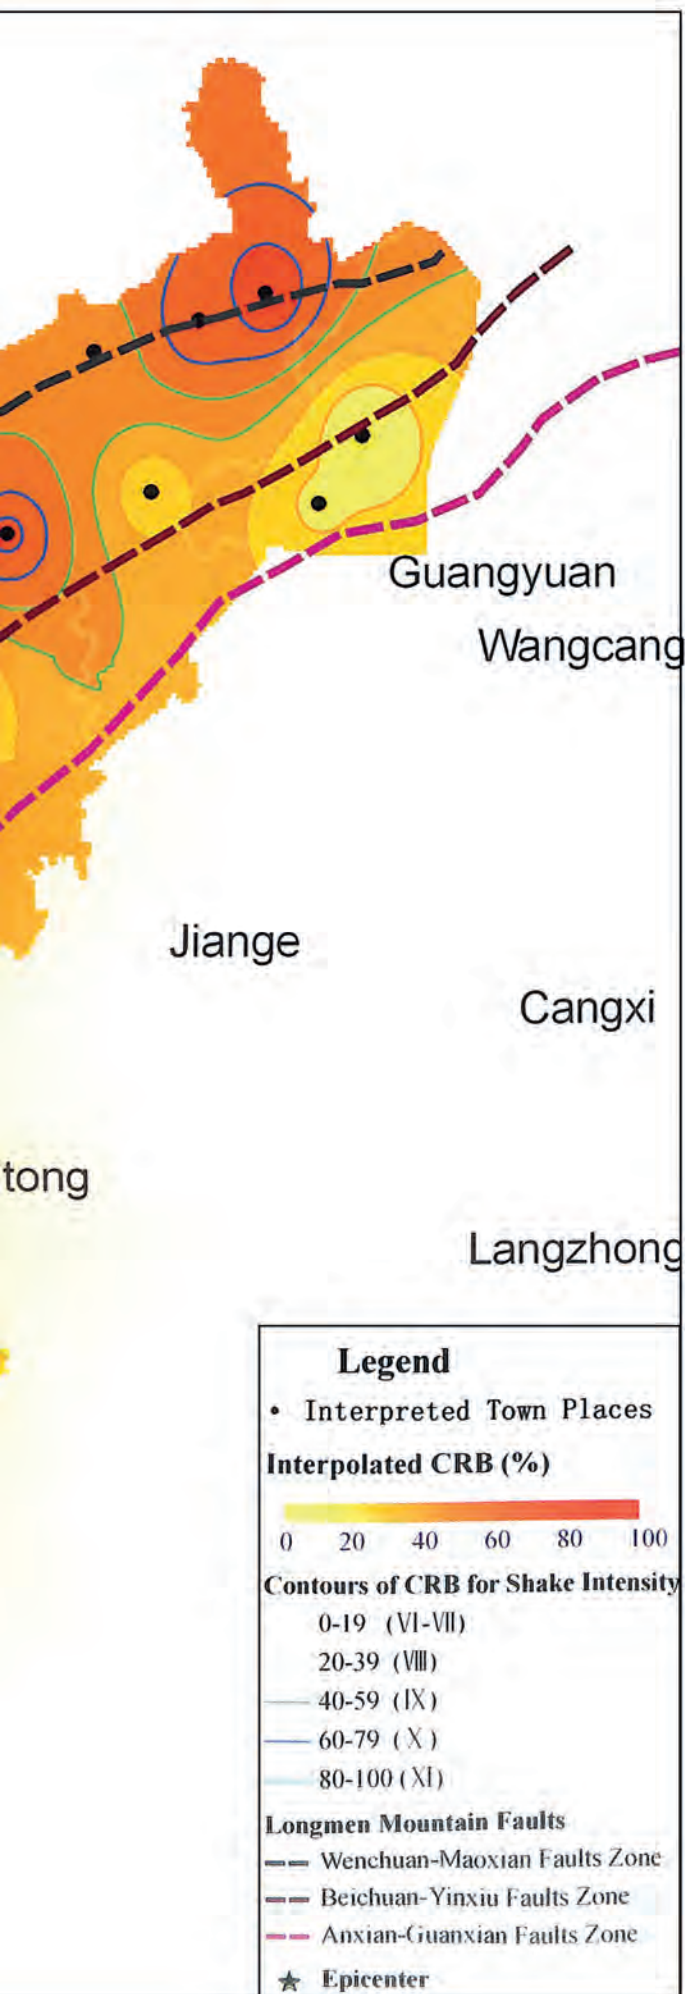 Guangyuan
Wangcang
Jiange
Cangxi
tong
Langzhong
Legend
• Interpreted Town Places
Interpolated CRB (%)
0 20 40 60 80 100
Contours of CRB for Shake Intensity
0-19 (VI-VII)
20-39 (VIII)
40-59 (IX)
60-79 (X)
80-100 (XI)
Longmen Mountain Faults
Wenchuan-Maoxian Faults Zone
Beichuan-Yinxiu Faults Zone
Anxian-Guanxian Faults Zone
Epicenter